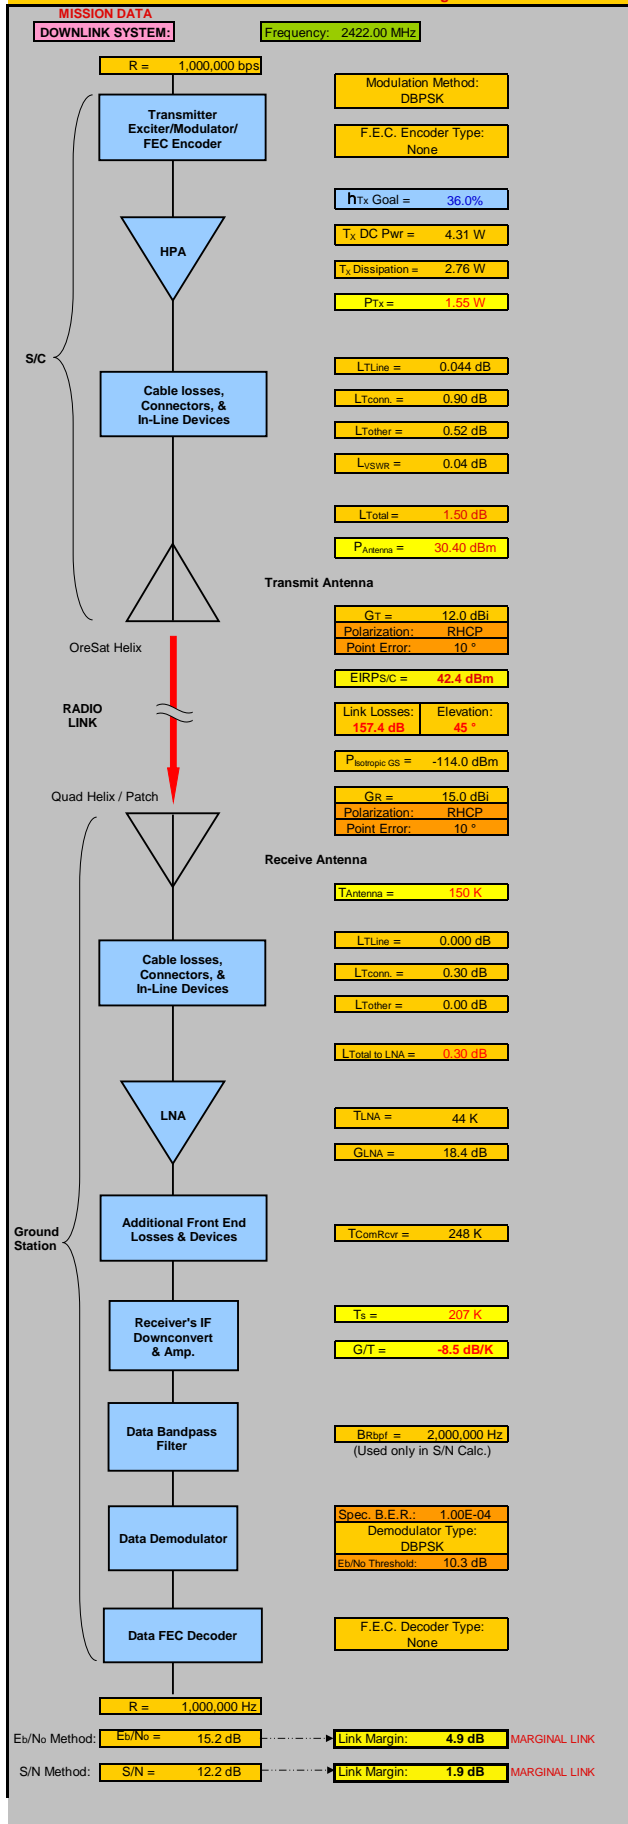 MISSION DATA
DOWNLINK SYSTEM:
Frequency: 2422.00 MHz
R = 1,000,000 bps
Modulation Method:
DBPSK
Transmitter
Exciter/Modulator/
FEC Encoder
F.E.C. Encoder Type:
None
hTx Goal = 36.0%
TX DC Pwr = 4.31 W
HPA
TX Dissipation = 2.76 W
PTx = 1.55 W
S/C
LTLine = 0.044 dB
Cable losses,
Connectors, &
In-Line Devices
LTconn. = 0.90 dB
LTother = 0.52 dB
LVSWR = 0.04 dB
LTotal = 1.50 dB
PAntenna = 30.40 dBm
Transmit Antenna
GT = 12.0 dBi
Polarization: RHCP
Point Error: 10 °
OreSat Helix
EIRPS/C = 42.4 dBm
RADIO
LINK
Link Losses: Elevation:
157.4 dB 45 °
PIsotropic GS = -114.0 dBm
Quad Helix / Patch
GR = 15.0 dBi
Polarization: RHCP
Point Error: 10 °
Receive Antenna
TAntenna = 150 K
LTLine = 0.000 dB
Cable losses,
Connectors, &
In-Line Devices
LTconn. = 0.30 dB
LTother = 0.00 dB
LTotal to LNA = 0.30 dB
LNA
TLNA = 44 K
GLNA = 18.4 dB
Ground
Station
Additional Front End
Losses & Devices
TComRcvr = 248 K
Receiver's IF
Downconvert
& Amp.
Ts = 207 K
G/T = -8.5 dB/K
Data Bandpass
Filter
BRbpf = 2,000,000 Hz
(Used only in S/N Calc.)
Data Demodulator
Spec. B.E.R.: 1.00E-04
Demodulator Type:
DBPSK
Eb/No Threshold: 10.3 dB
Data FEC Decoder
F.E.C. Decoder Type:
None
R = 1,000,000 Hz
Eb/No Method: Eb/No = 15.2 dB Link Margin: 4.9 dB MARGINAL LINK
S/N Method: S/N = 12.2 dB Link Margin: 1.9 dB MARGINAL LINK